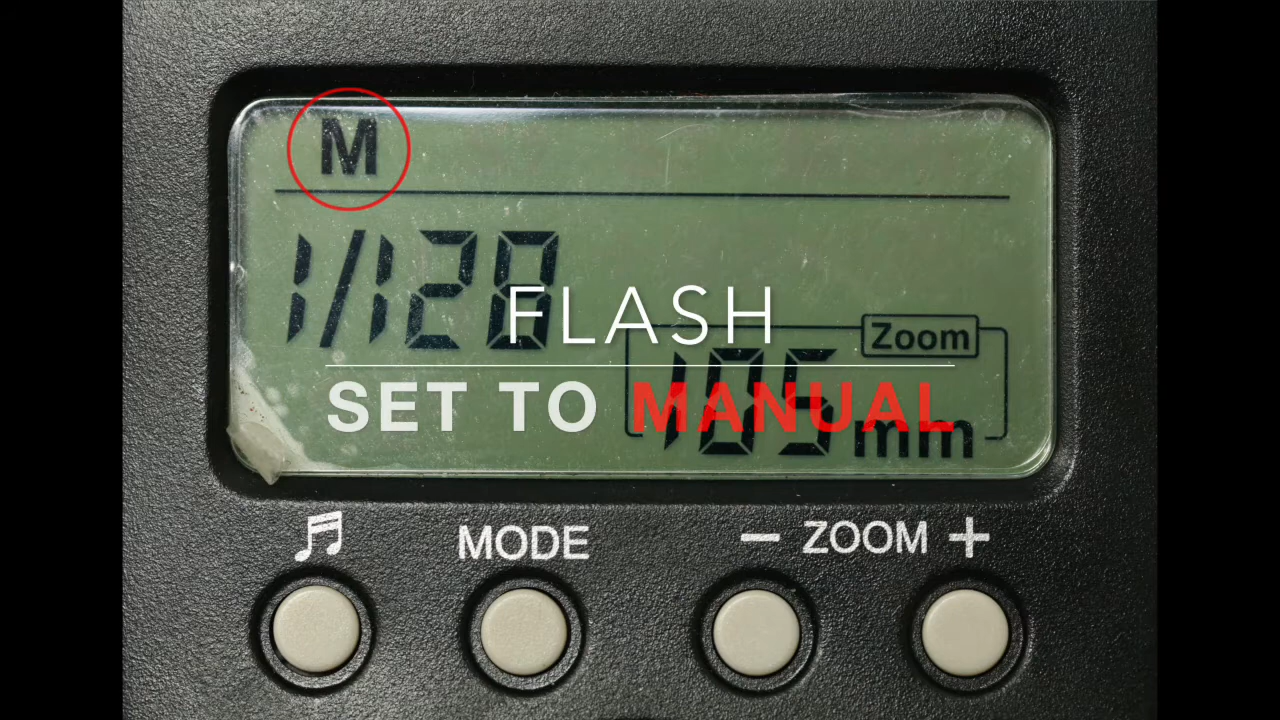 M
1/128
FLASH
Zoom
SET TO MANUAL
105mm
MODE
− ZOOM +